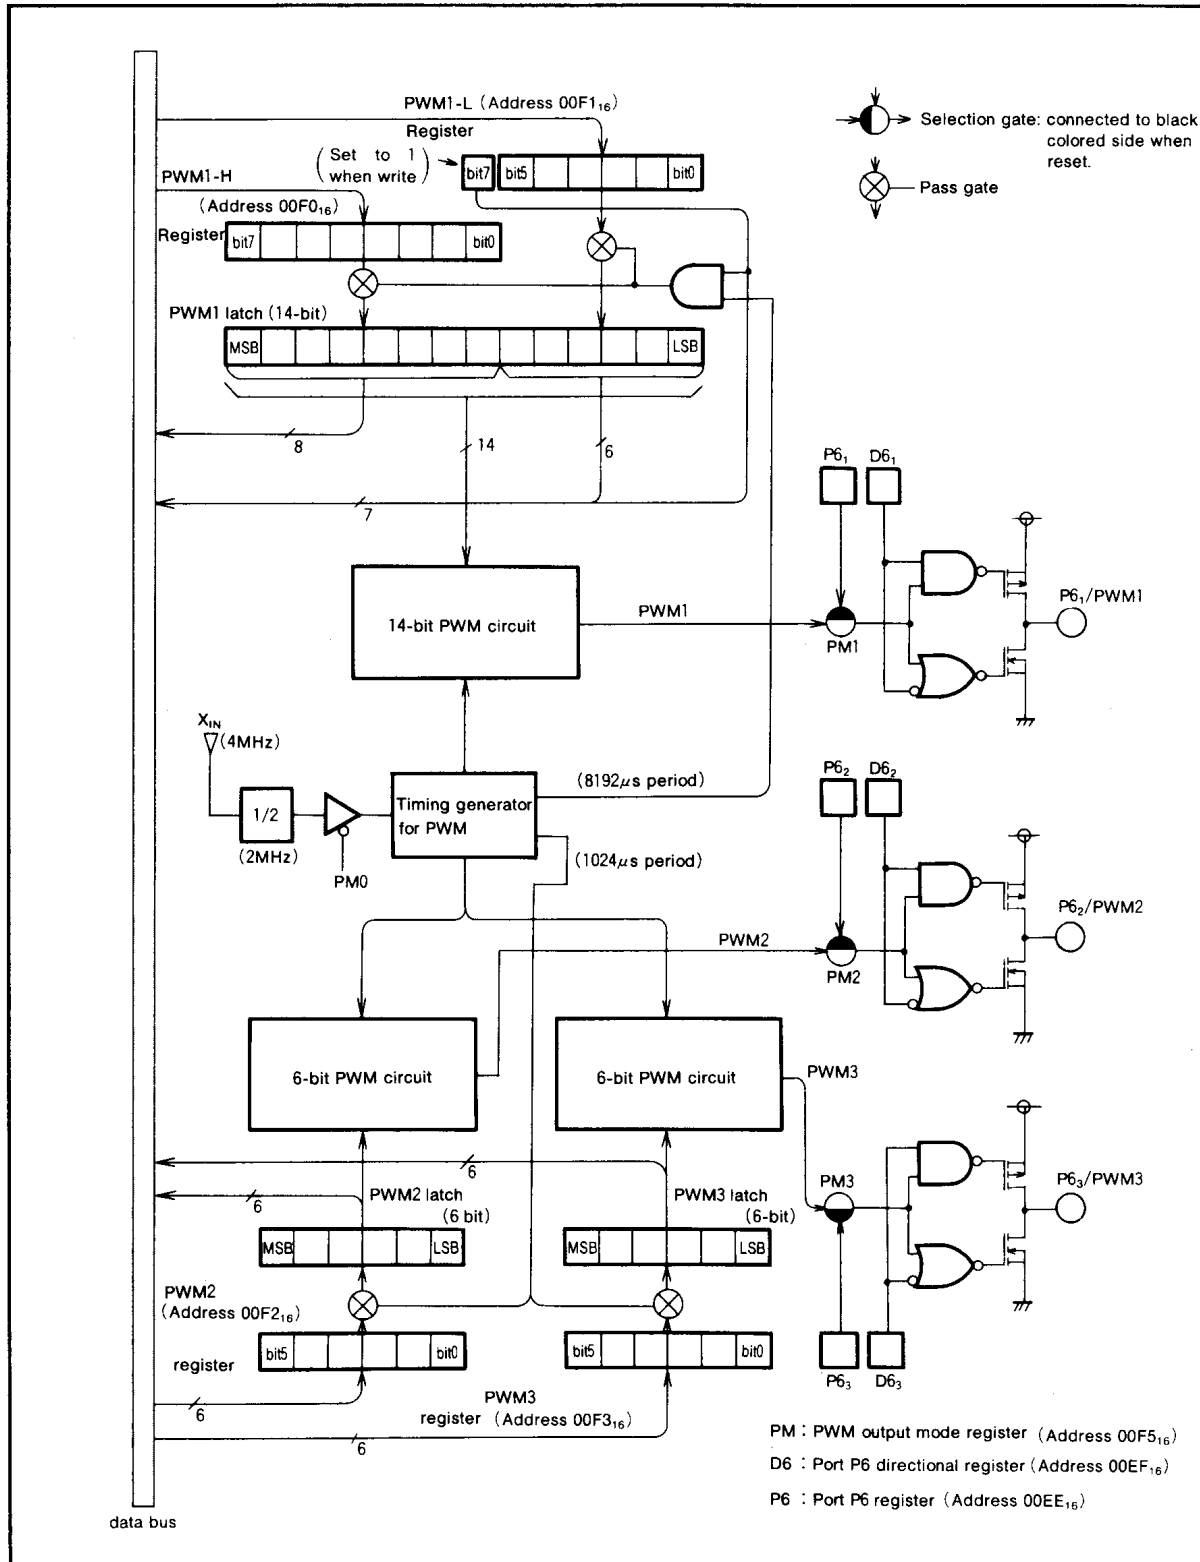 PWM1-L (Address 00F1₁₆)
Register
(Set to 1
when write)
bit7
bit5
bit0
Selection gate: connected to black
colored side when
reset.
Pass gate
PWM1-H
(Address 00F0₁₆)
Register
bit7
bit0
PWM1 latch (14-bit)
MSB
LSB
8
14
6
7
P6₁
D6₁
14-bit PWM circuit
PWM1
PM1
P6₁/PWM1
X_IN
(4MHz)
1/2
(2MHz)
PM0
Timing generator
for PWM
(8192μs period)
(1024μs period)
P6₂
D6₂
PWM2
PM2
P6₂/PWM2
6-bit PWM circuit
6-bit PWM circuit
PWM3
PM3
P6₃/PWM3
6
6
PWM2 latch
(6 bit)
PWM3 latch
(6-bit)
MSB
LSB
MSB
LSB
PWM2
(Address 00F2₁₆)
register
bit5
bit0
bit5
bit0
6
PWM3
register (Address 00F3₁₆)
6
P6₃
D6₃
PM : PWM output mode register (Address 00F5₁₆)
D6 : Port P6 directional register (Address 00EF₁₆)
P6 : Port P6 register (Address 00EE₁₆)
data bus